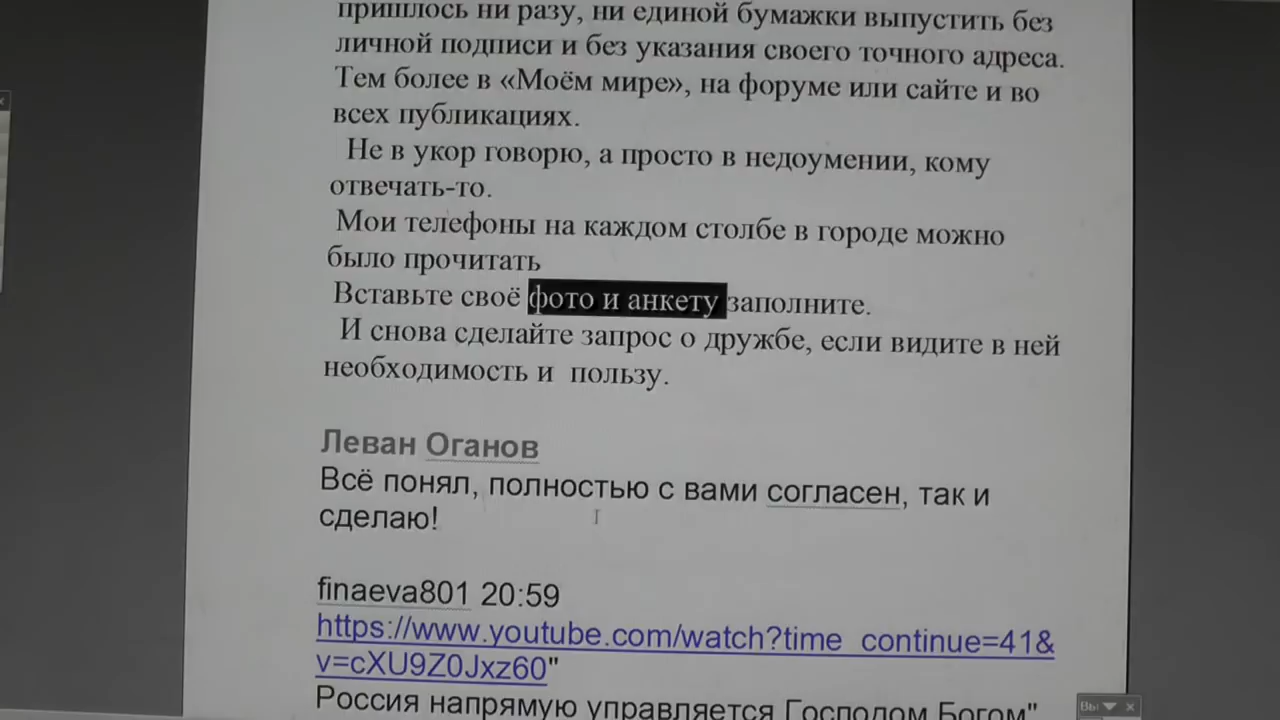 пришлось ни разу, ни единой бумажки выпустить без
личной подписи и без указания своего точного адреса.
Тем более в «Моём мире», на форуме или сайте и во
всех публикациях.
Не в укор говорю, а просто в недоумении, кому
отвечать-то.
Мои телефоны на каждом столбе в городе можно
было прочитать
Вставьте своё фото и анкету заполните.
И снова сделайте запрос о дружбе, если видите в ней
необходимость и пользу.
Леван Оганов
Всё понял, полностью с вами согласен, так и
сделаю!
finaeva801 20:59
https://www.youtube.com/watch?time_continue=41&
v=cXU9Z0Jxz60"
Россия напрямую управляется Господом Богом"
Вы